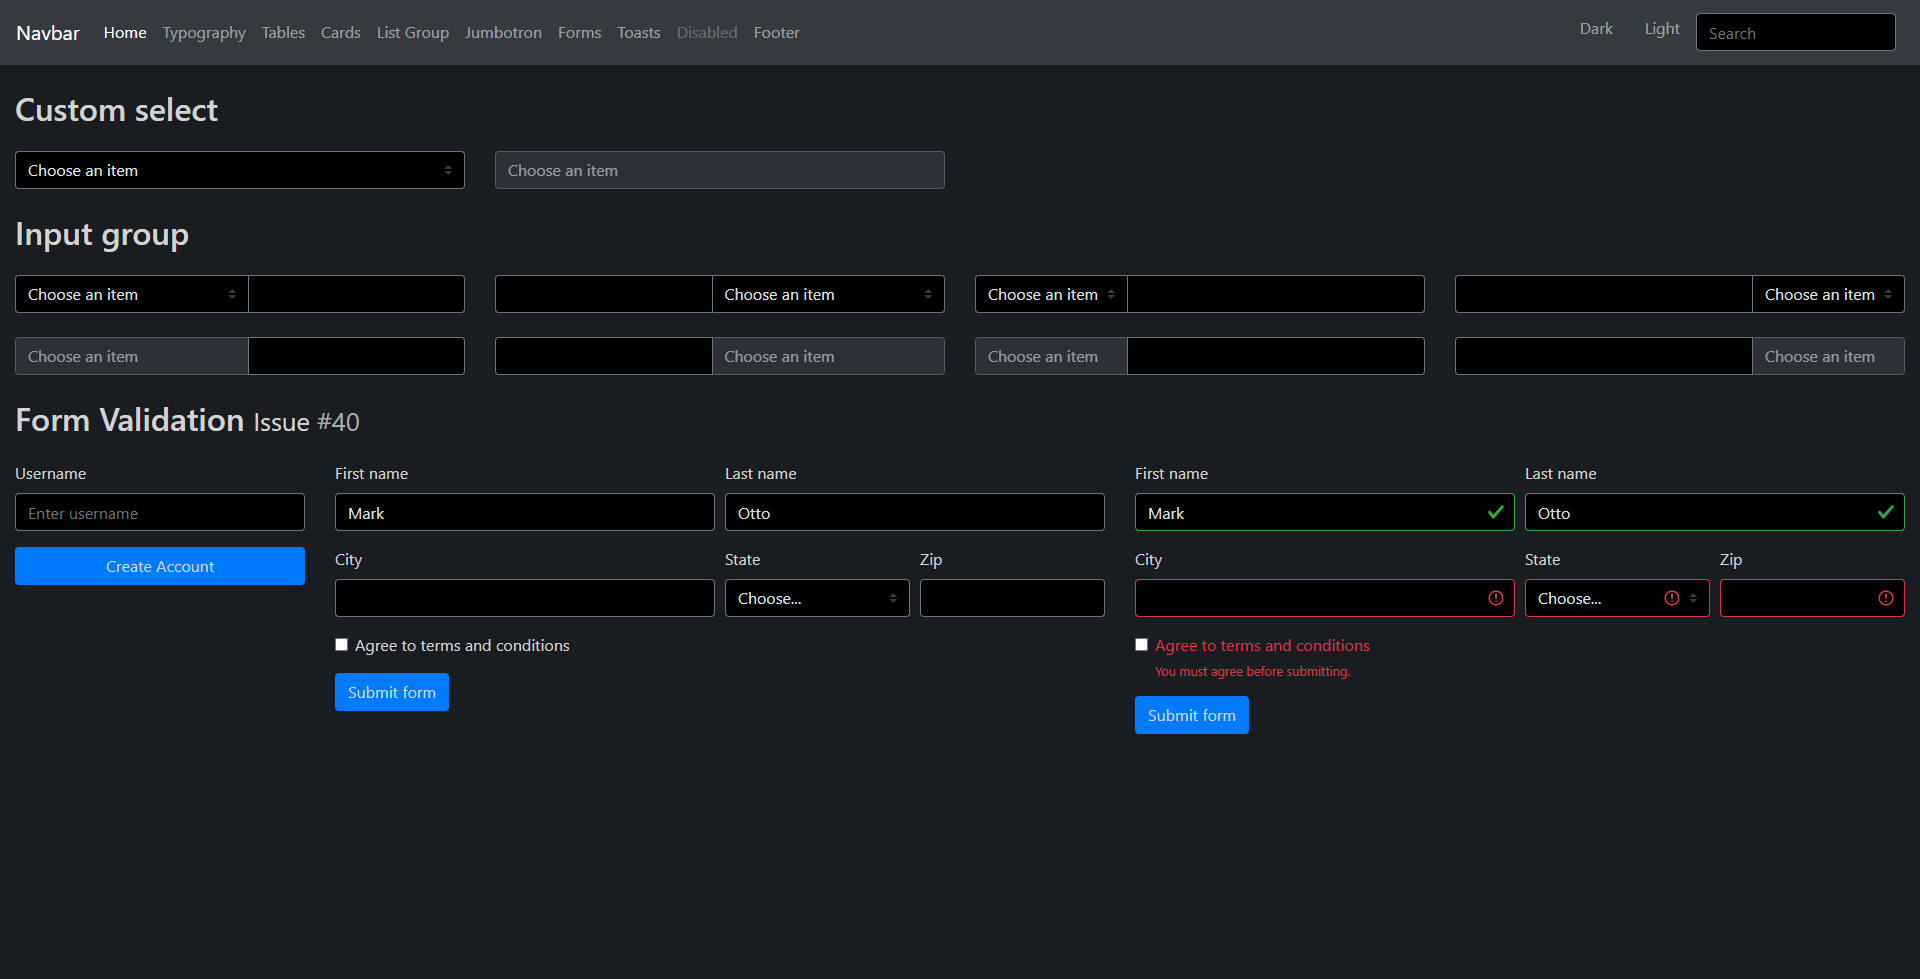 Navbar Home Typography Tables Cards List Group Jumbotron Forms Toasts Disabled Footer Dark Light Search
Custom select
Choose an item Choose an item
Input group
Choose an item Choose an item Choose an item Choose an item
Choose an item Choose an item Choose an item Choose an item
Form Validation Issue #40
Username First name Last name First name Last name
Enter username Mark Otto Mark Otto
Create Account City State Zip City State Zip
Choose... Choose...
Agree to terms and conditions Agree to terms and conditions
You must agree before submitting.
Submit form Submit form